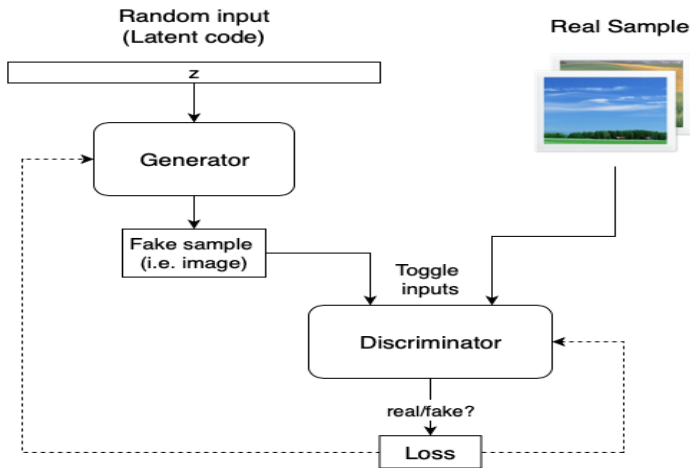 Random input
(Latent code)
Real Sample
z
Generator
Fake sample
(i.e. image)
Toggle
inputs
Discriminator
real/fake?
Loss